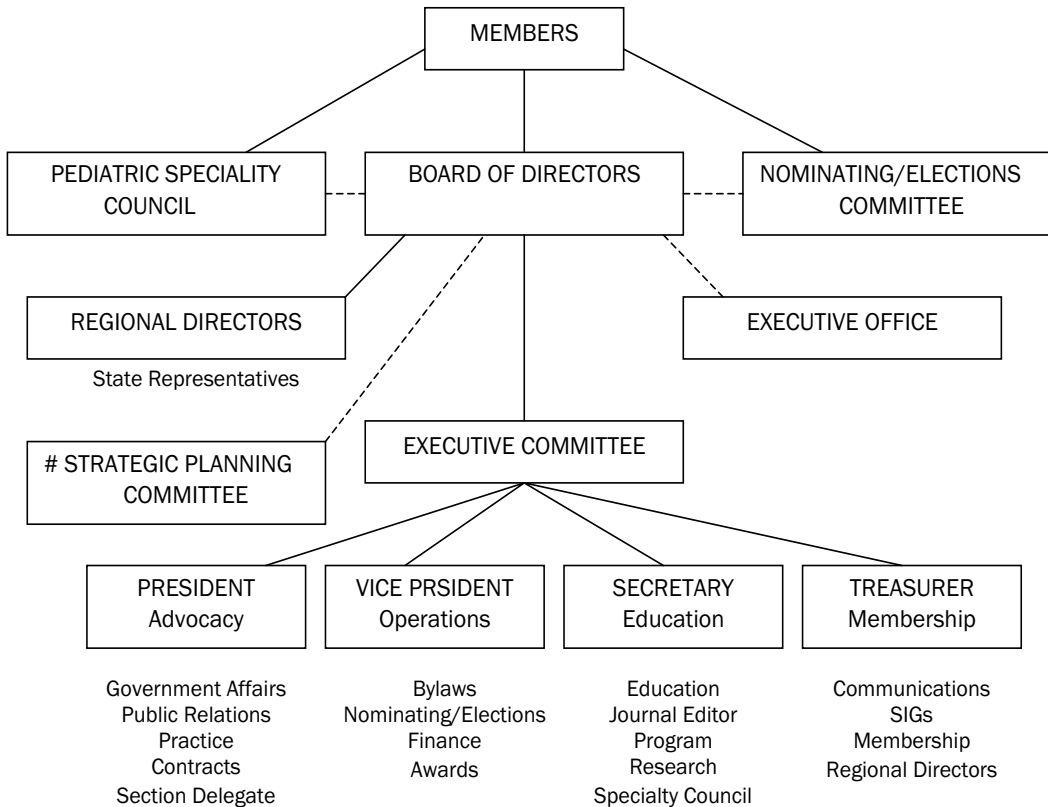 MEMBERS
PEDIATRIC SPECIALITY
COUNCIL
BOARD OF DIRECTORS
NOMINATING/ELECTIONS
COMMITTEE
REGIONAL DIRECTORS
EXECUTIVE OFFICE
State Representatives
# STRATEGIC PLANNING
COMMITTEE
EXECUTIVE COMMITTEE
PRESIDENT
Advocacy
VICE PRSIDENT
Operations
SECRETARY
Education
TREASURER
Membership
Government Affairs
Public Relations
Practice
Contracts
Section Delegate
Bylaws
Nominating/Elections
Finance
Awards
Education
Journal Editor
Program
Research
Specialty Council
Communications
SIGs
Membership
Regional Directors